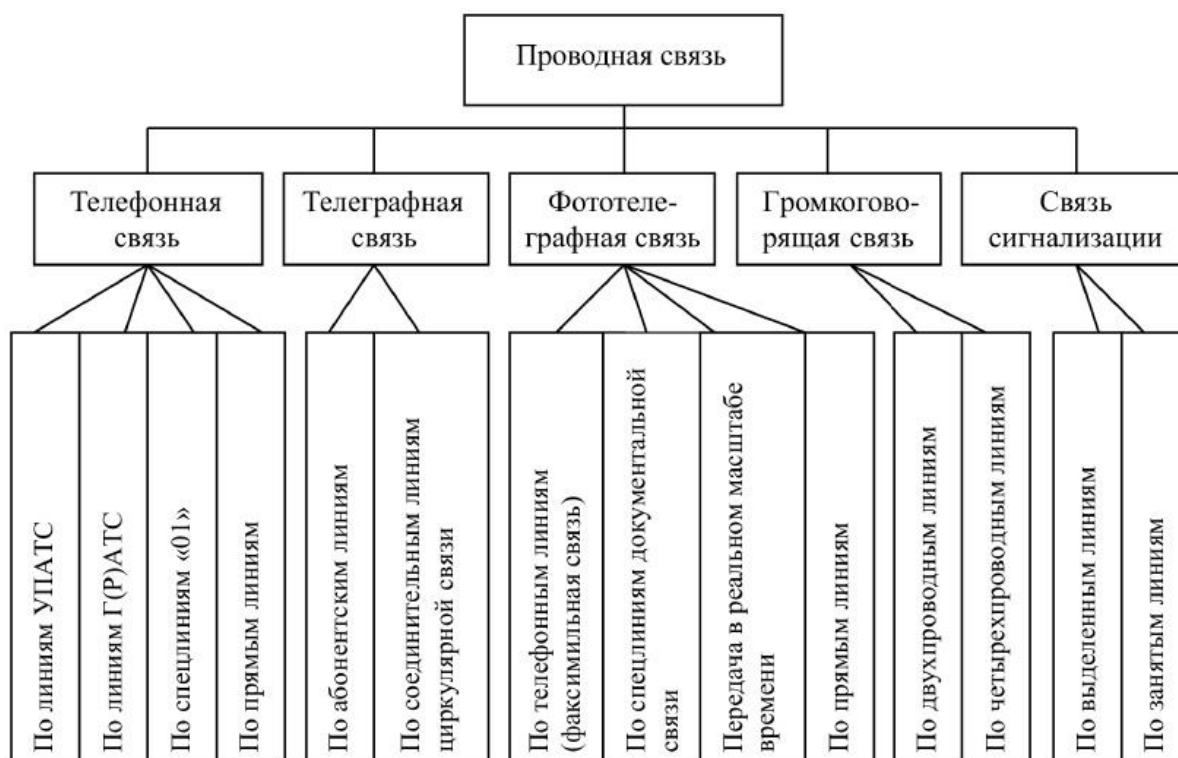 Проводная связь
Телефонная
связь
Телеграфная
связь
Фототеле-
графная связь
Громкогово-
рящая связь
Связь
сигнализации
По линиям УПАТС
По линиям Г(Р)АТС
По спецлиниям «01»
По прямым линиям
По абонентским линиям
По соединительным линиям
циркулярной связи
По телефонным линиям
(факсимильная связь)
По спецлиниям документальной
связи
Передача в реальном масштабе
времени
По прямым линиям
По двухпроводным линиям
По четырехпроводным линиям
По выделенным линиям
По занятым линиям